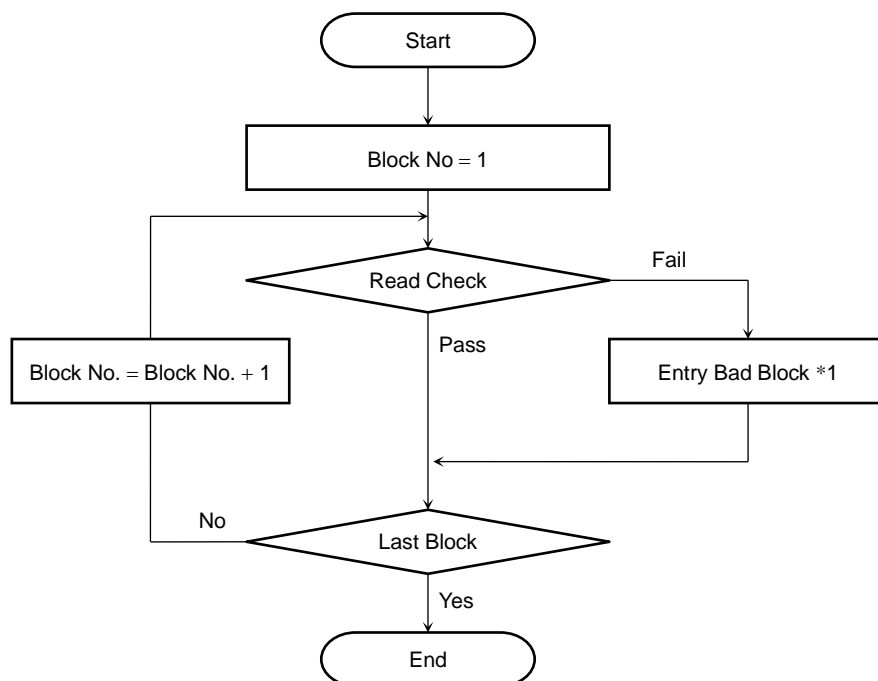 Start
Block No = 1
Read Check
Fail
Pass
Block No. = Block No. + 1
Entry Bad Block *1
No
Last Block
Yes
End